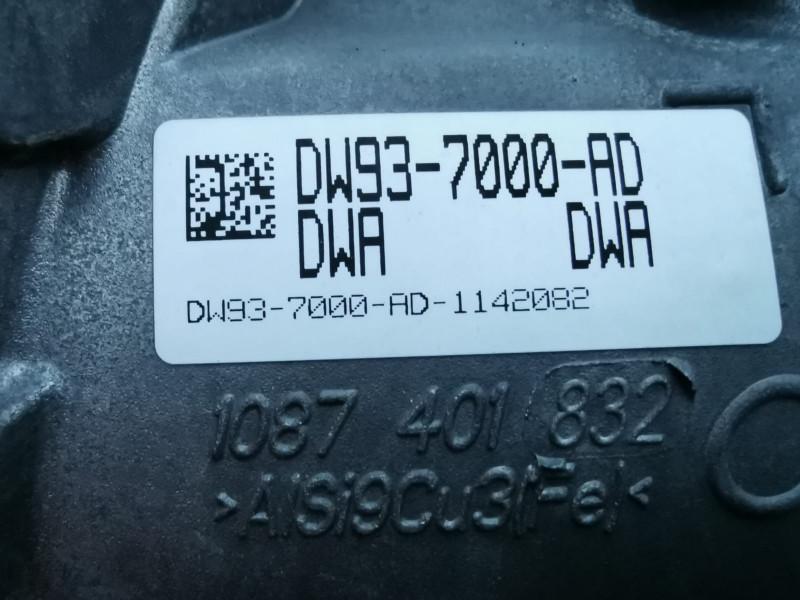 DW93-7000-AD
DWA DWA
DW93-7000-AD-1142082
1087 401 832
>AlSi9Cu3(Fe)<